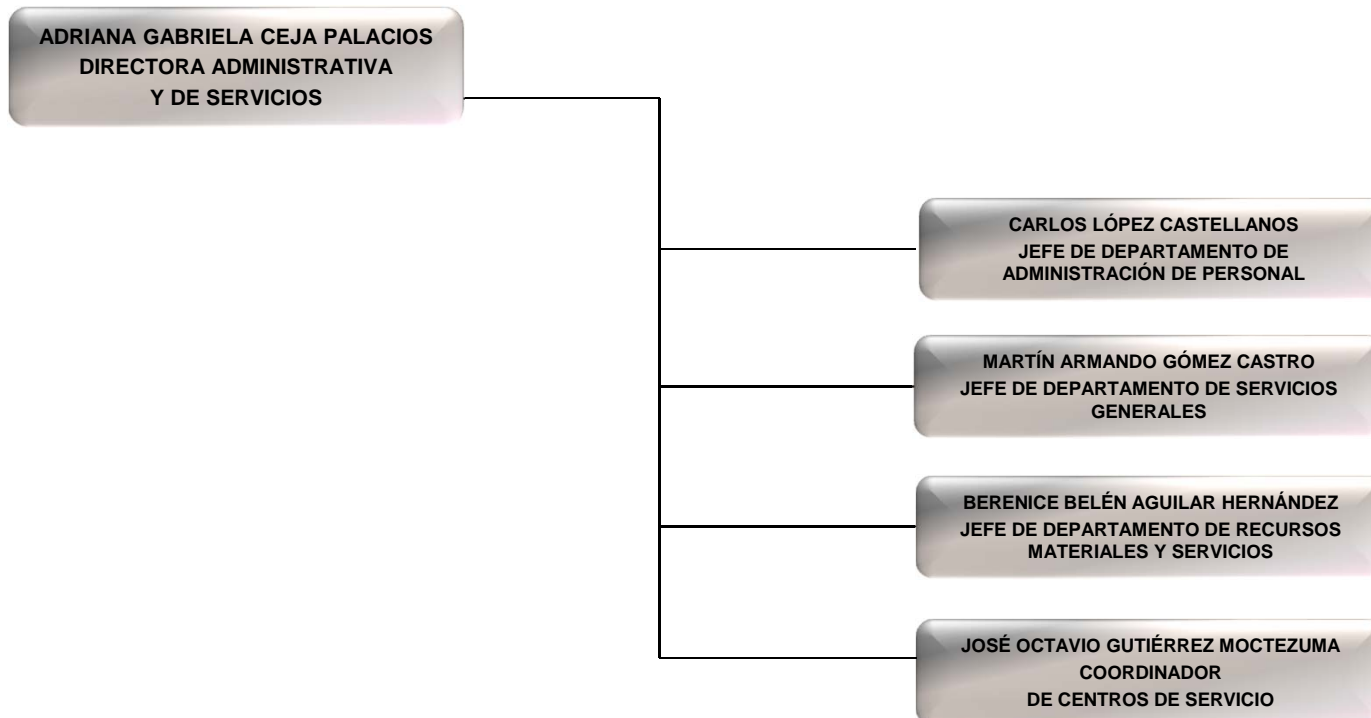 ADRIANA GABRIELA CEJA PALACIOS
DIRECTORA ADMINISTRATIVA
Y DE SERVICIOS
CARLOS LÓPEZ CASTELLANOS
JEFE DE DEPARTAMENTO DE
ADMINISTRACIÓN DE PERSONAL
MARTÍN ARMANDO GÓMEZ CASTRO
JEFE DE DEPARTAMENTO DE SERVICIOS
GENERALES
BERENICE BELÉN AGUILAR HERNÁNDEZ
JEFE DE DEPARTAMENTO DE RECURSOS
MATERIALES Y SERVICIOS
JOSÉ OCTAVIO GUTIÉRREZ MOCTEZUMA
COORDINADOR
DE CENTROS DE SERVICIO